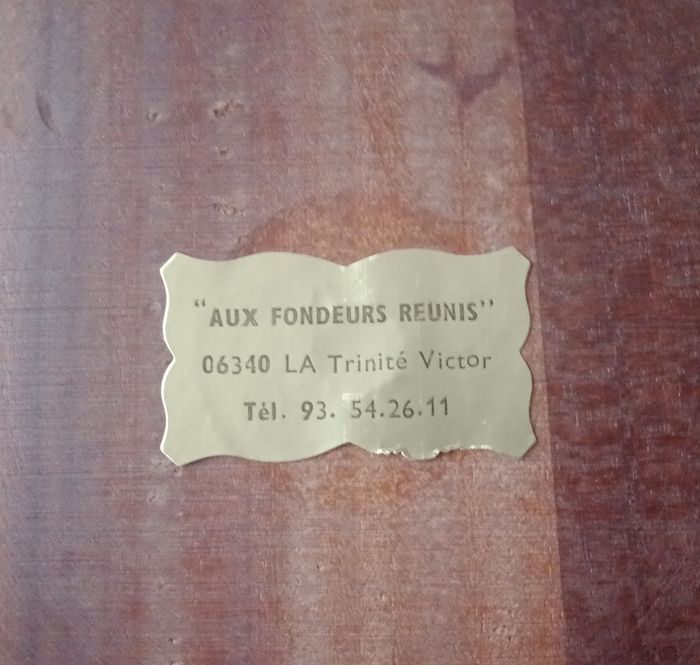 "AUX FONDEURS REUNIS"
06340 LA Trinité Victor
Tél. 93. 54.26.11